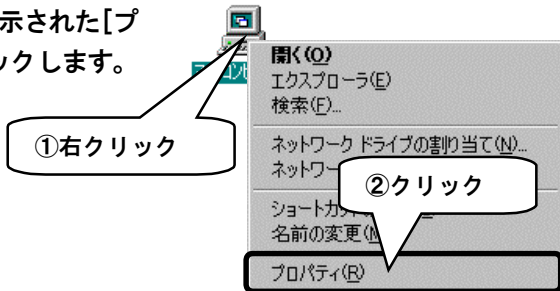 示された[プ
ックします。
開く(O)
エクスプローラ(E)
検索(F)...
①右クリック
ネットワーク ドライブの割り当て(N)...
ネットワー
②クリック
ショートカ
名前の変更(M
プロパティ(R)